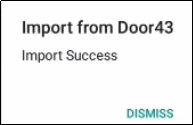 Import from Door43
Import Success
DISMISS